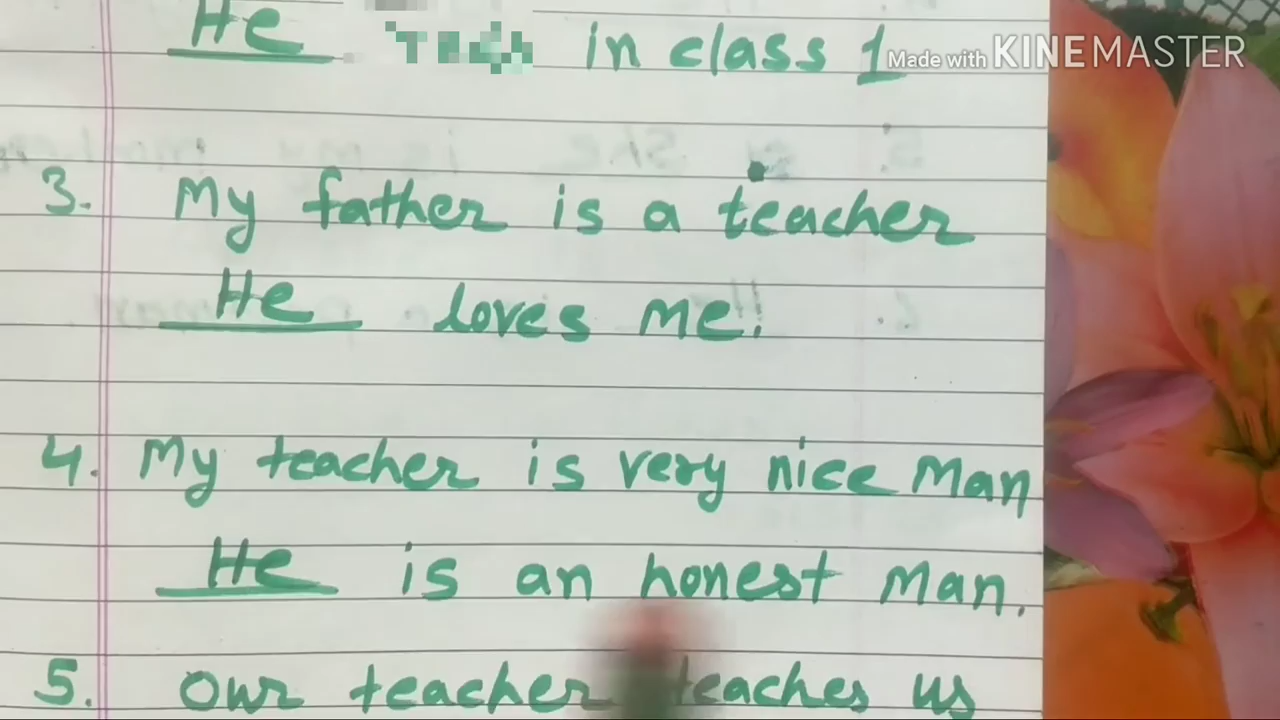 He in class 1
Made with KINEMASTER
3. My father is a teacher
He loves me!
4. My teacher is very nice Man
He is an honest Man.
5. Our teacher teaches us